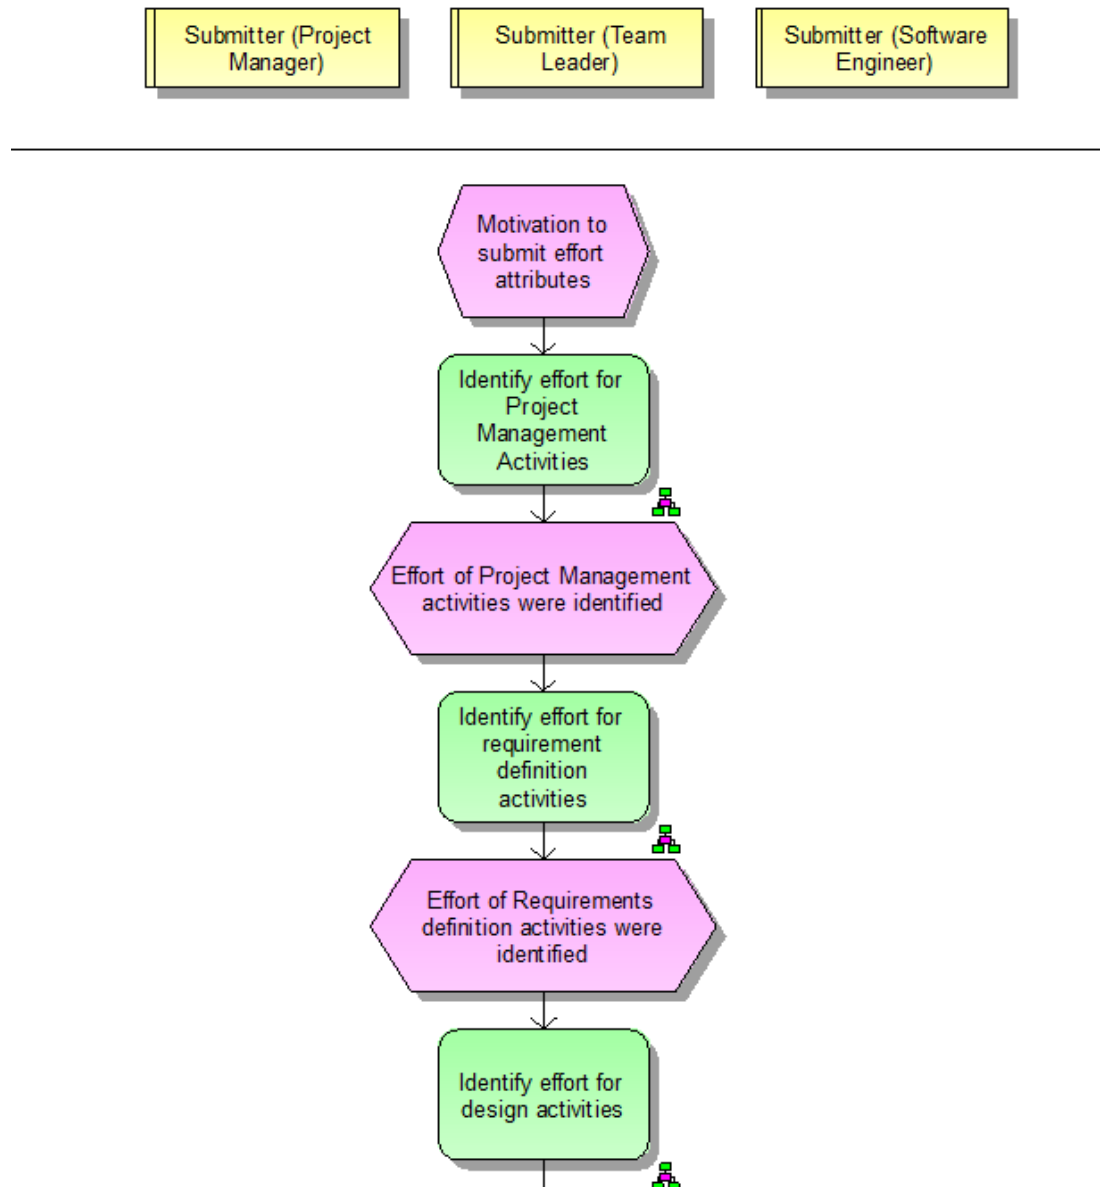 Submitter (Project
Manager)
Submitter (Team
Leader)
Submitter (Software
Engineer)
Motivation to
submit effort
attributes
Identify effort for
Project
Management
Activities
Effort of Project Management
activities were identified
Identify effort for
requirement
definition
activities
Effort of Requirements
definition activities were
identified
Identify effort for
design activities